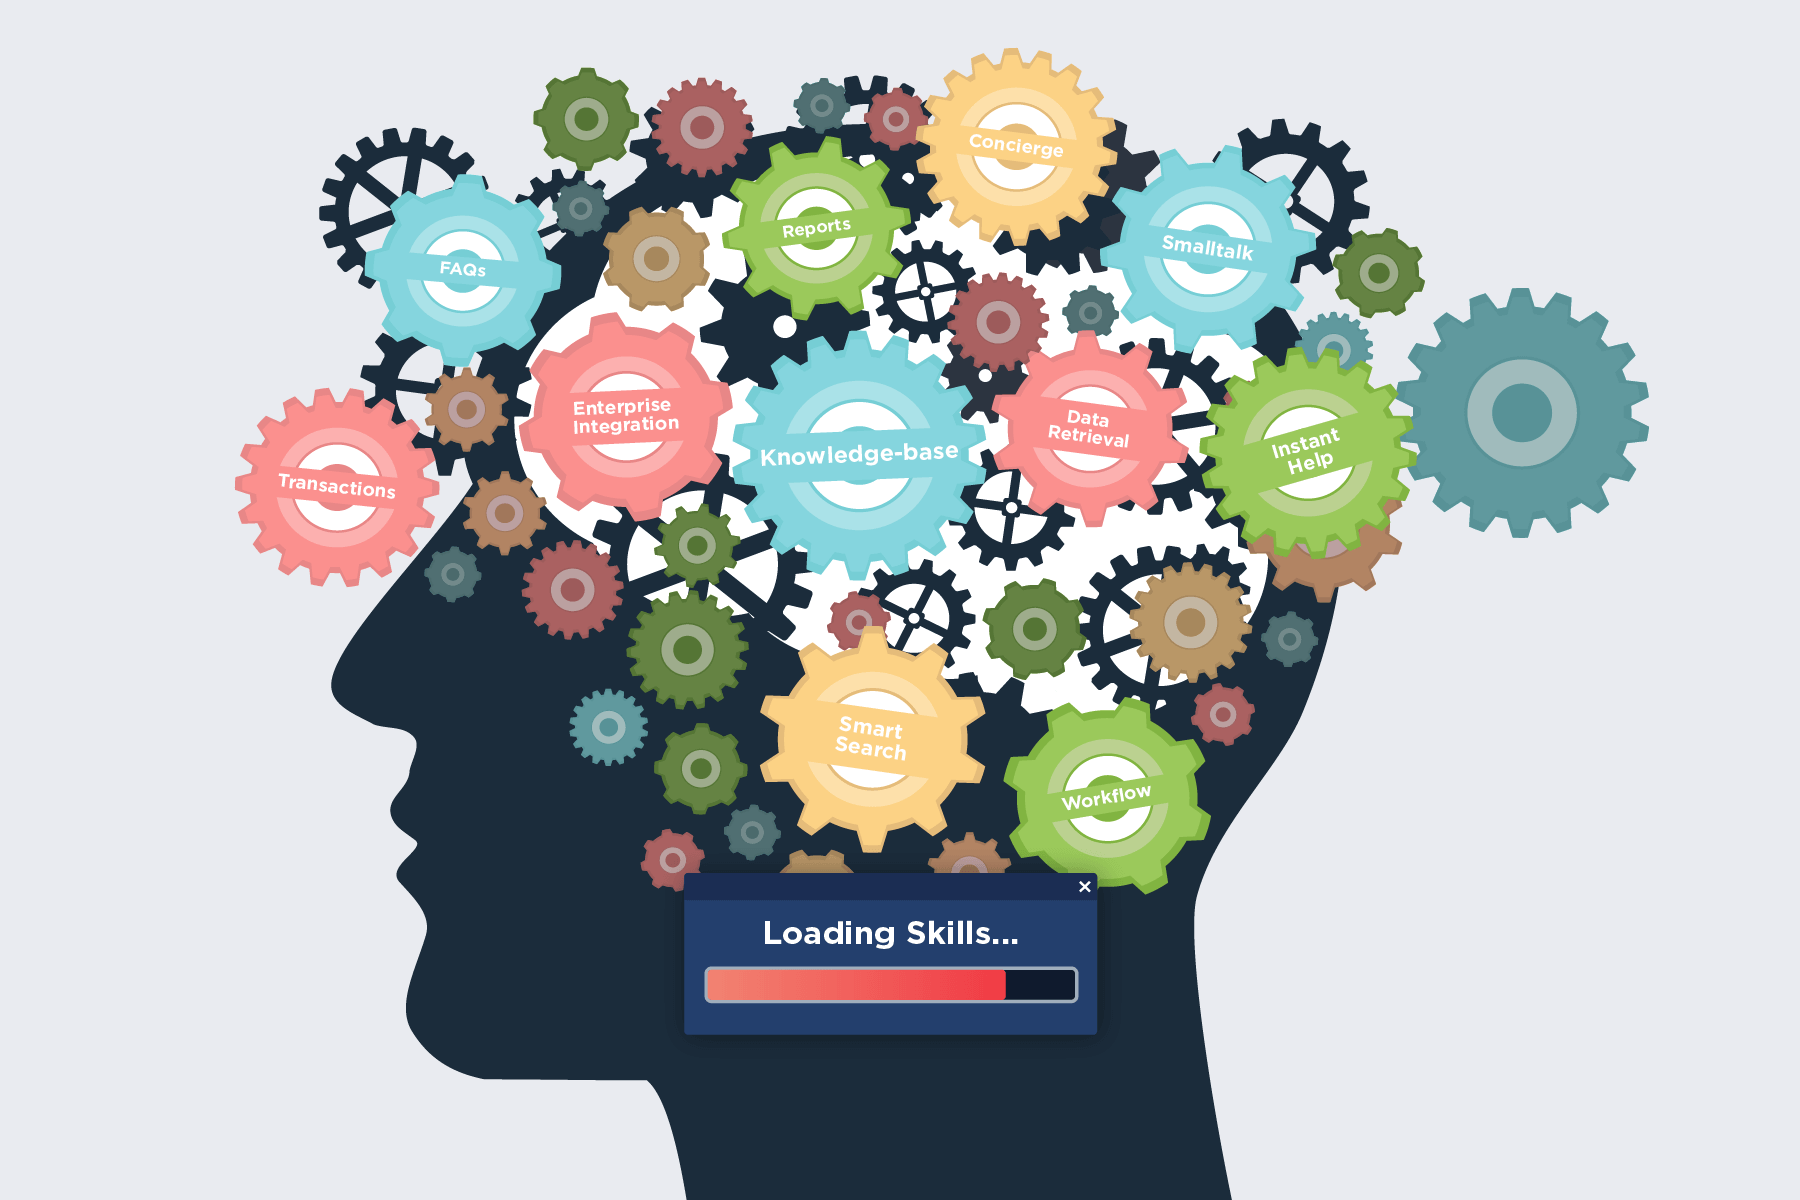 Concierge
Reports
Smalltalk
FAQs
Enterprise
Integration
Data
Retrieval
Instant
Help
Knowledge-base
Transactions
Smart
Search
Workflow
Loading Skills...